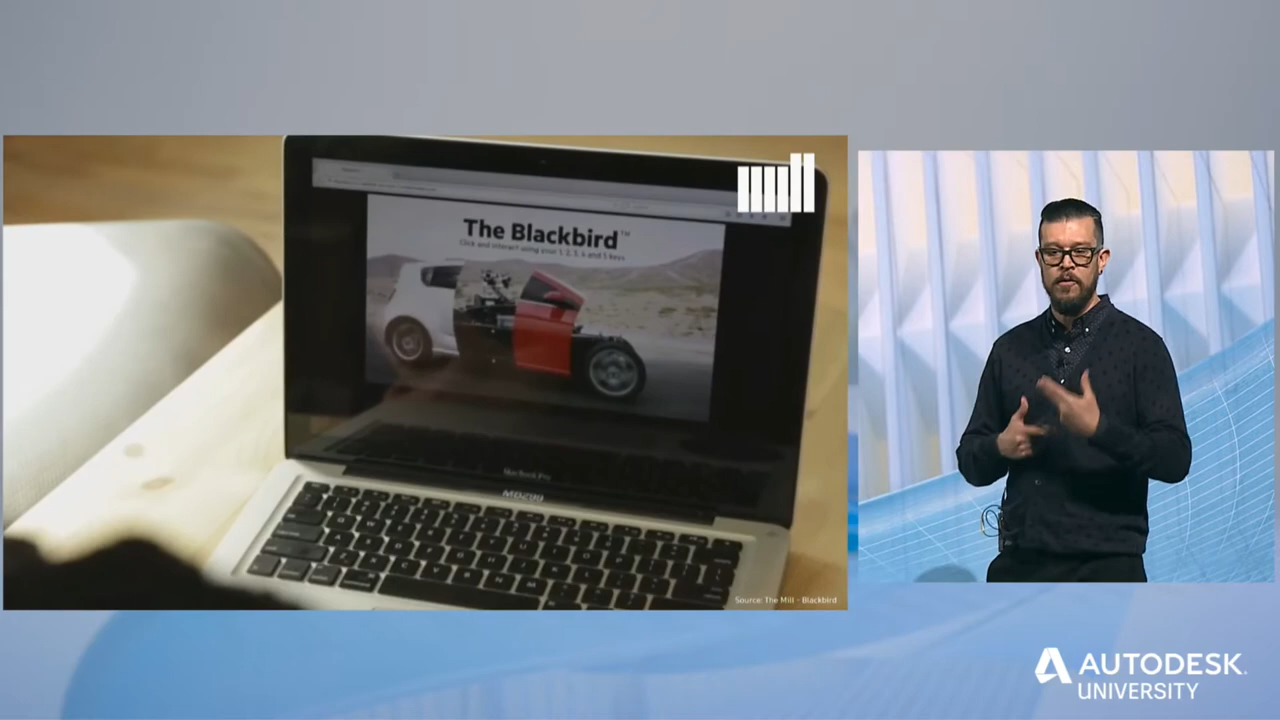 The Blackbird™
Click and interact using your 1, 2, 3, 4 and 5 keys
MacBook Pro
Source: The Mill - Blackbird
AUTODESK
UNIVERSITY